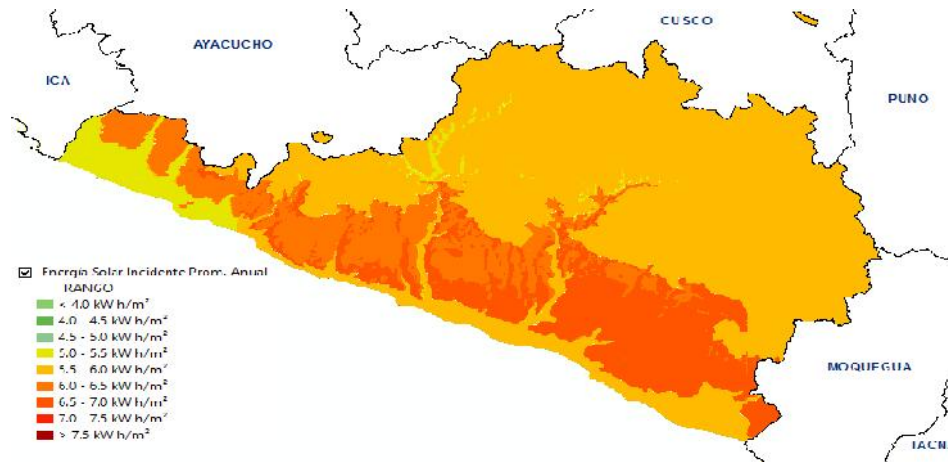 CUSCO
AYACUCHO
ICA
PUNO
Energía Solar Incidente Prom. Anual
RANGO
< 4.0 kW h/m²
4.0 - 4.5 kW h/m²
4.5 - 5.0 kW h/m²
5.0 - 5.5 kW h/m²
5.5 - 6.0 kW h/m²
6.0 - 6.5 kW h/m²
6.5 - 7.0 kW h/m²
7.0 - 7.5 kW h/m²
> 7.5 kW h/m²
MOQUEGUA
TACN